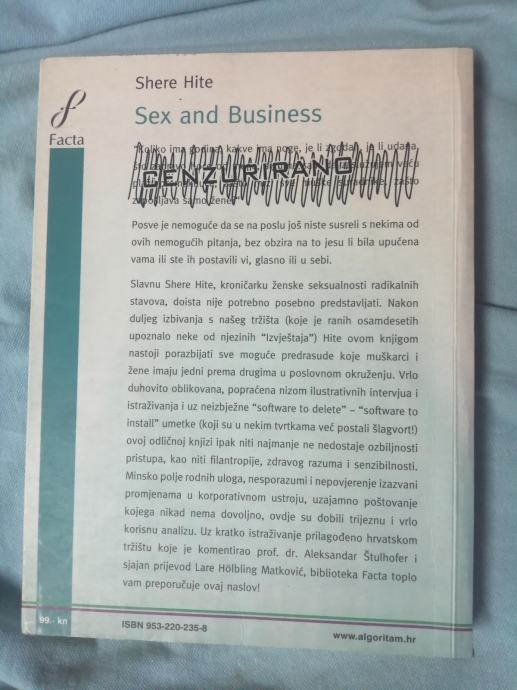 Shere Hite
Sex and Business
Facta
Koliko ima godina, kakve ima noge, je li zgodan, je li udana,
CENZURIRANO
zapošljava samo žene?
Posve je nemoguće da se na poslu još niste susreli s nekima od
ovih nemogućih pitanja, bez obzira na to jesu li bila upućena
vama ili ste ih postavili vi, glasno ili u sebi.
Slavnu Shere Hite, kroničarku ženske seksualnosti radikalnih
stavova, doista nije potrebno posebno predstavljati. Nakon
duljeg izbivanja s našeg tržišta (koje je ranih osamdesetih
upoznalo neke od njezinih "Izvještaja") Hite ovom knjigom
nastoji porazbijati sve moguće predrasude koje muškarci i
žene imaju jedni prema drugima u poslovnom okruženju. Vrlo
duhovito oblikovana, popraćena nizom ilustrativnih intervjua i
istraživanja i uz neizbježne "software to delete" – "software to
install" umetke (koji su u nekim tvrtkama već postali šlagvort!)
ovoj odličnoj knjizi ipak niti najmanje ne nedostaje ozbiljnosti
pristupa, kao niti filantropije, zdravog razuma i senzibilnosti.
Minsko polje rodnih uloga, nesporazumi i nepovjerenje izazvani
promjenama u korporativnom ustroju, uzajamno poštovanje
kojega nikad nema dovoljno, ovdje su dobili trijeznu i vrlo
korisnu analizu. Uz kratko istraživanje prilagođeno hrvatskom
tržištu koje je komentirao prof. dr. Aleksandar Štulhofer i
sjajan prijevod Lare Hölbling Matković, biblioteka Facta toplo
vam preporučuje ovaj naslov!
99,- kn
ISBN 953-220-235-8
www.algoritam.hr